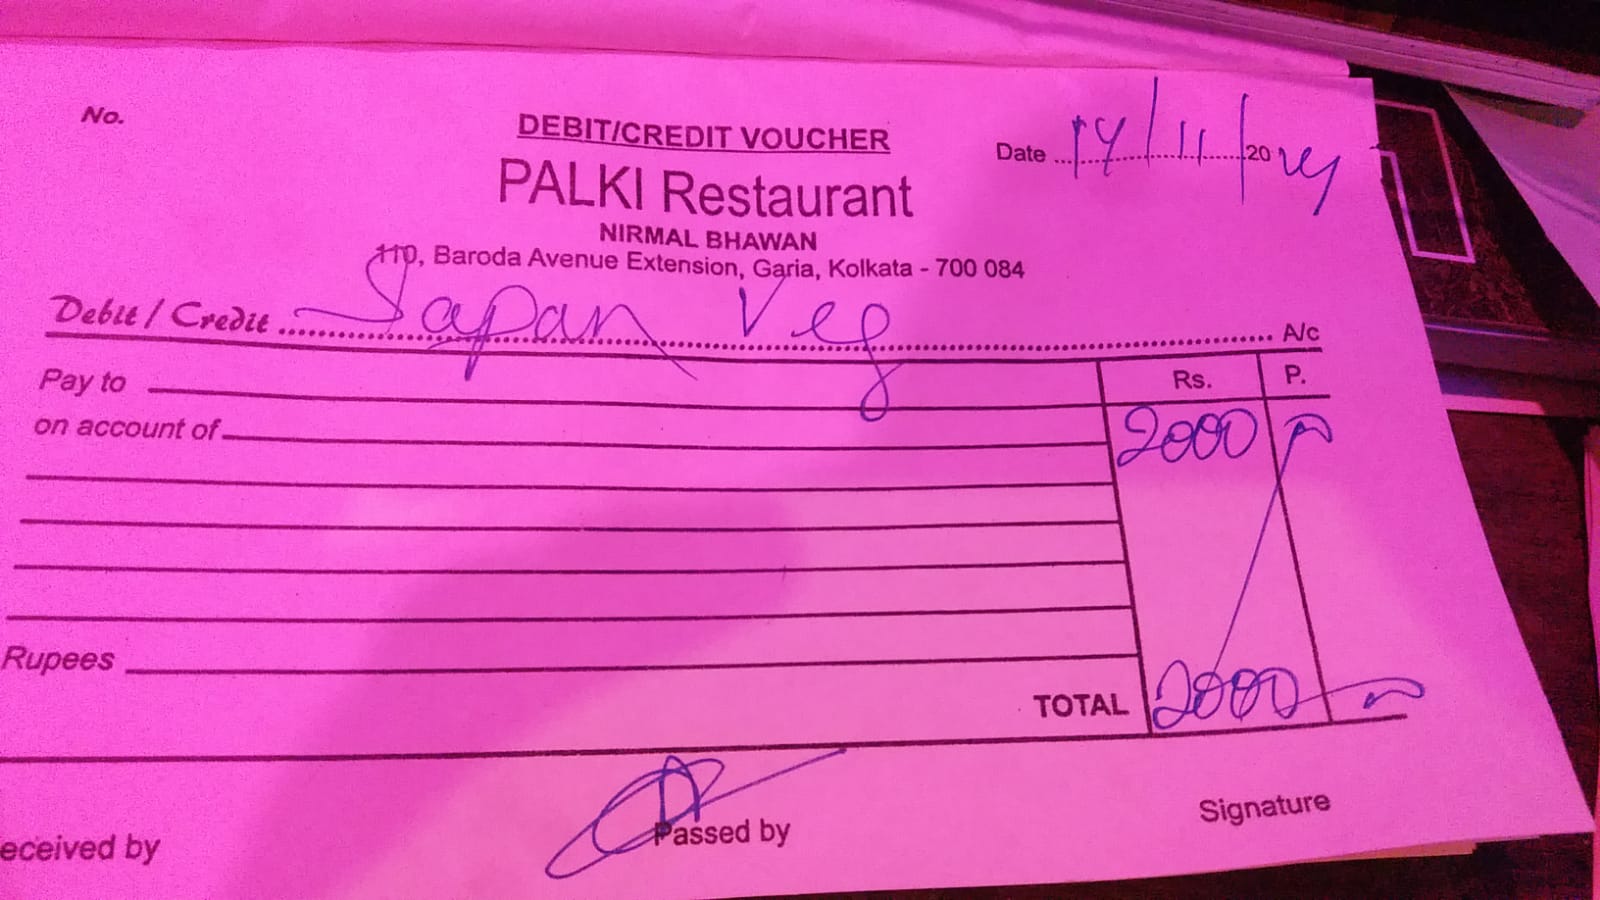 No.
DEBIT/CREDIT VOUCHER
Date 14/11/2024
PALKI Restaurant
NIRMAL BHAWAN
110, Baroda Avenue Extension, Garia, Kolkata - 700 084
Debit / Credit Sapan Veg A/c
Pay to Rs. P.
on account of 2000
Rupees
TOTAL 2000
Passed by
Signature
eceived by